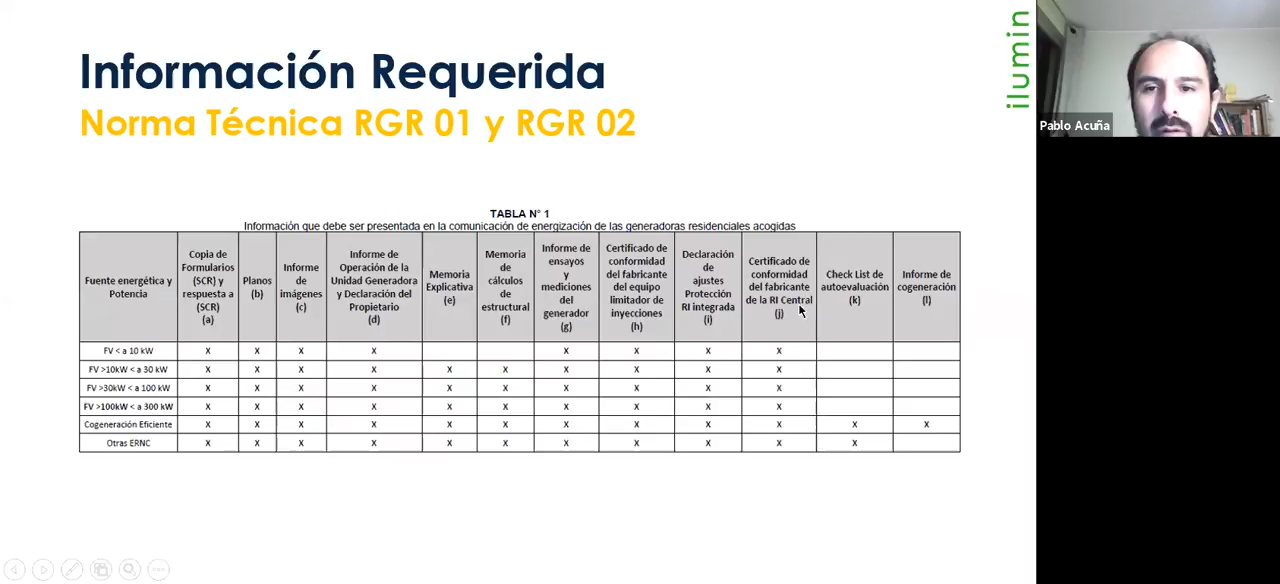 Información Requerida
Norma Técnica RGR 01 y RGR 02
ilumin
Pablo Acuña
TABLA N° 1
Información que debe ser presentada en la comunicación de energización de las generadoras residenciales acogidas
Fuente energética y
Potencia
Copia de
Formularios
(SCR) y
respuesta a
(SCR)
(a)
Planos
(b)
Informe
de
imágenes
(c)
Informe de
Operación de la
Unidad Generadora
y Declaración del
Propietario
(d)
Memoria
Explicativa
(e)
Memoria
de
cálculos
de
estructural
(f)
Informe de
ensayos
y
mediciones
del
generador
(g)
Certificado de
conformidad
del fabricante
del equipo
limitador de
inyecciones
(h)
Declaración
de
ajustes
Protección
RI integrada
(i)
Certificado de
conformidad
del fabricante
de la RI Central
(j)
Check List de
autoevaluación
(k)
Informe de
cogeneración
(l)
FV < a 10 kW X X X X X X X X
FV >10kW < a 30 kW X X X X X X X X X X
FV >30kW < a 100 kW X X X X X X X X X X
FV >100kW < a 300 kW X X X X X X X X X X
Cogeneración Eficiente X X X X X X X X X X X X
Otras ERNC X X X X X X X X X X X